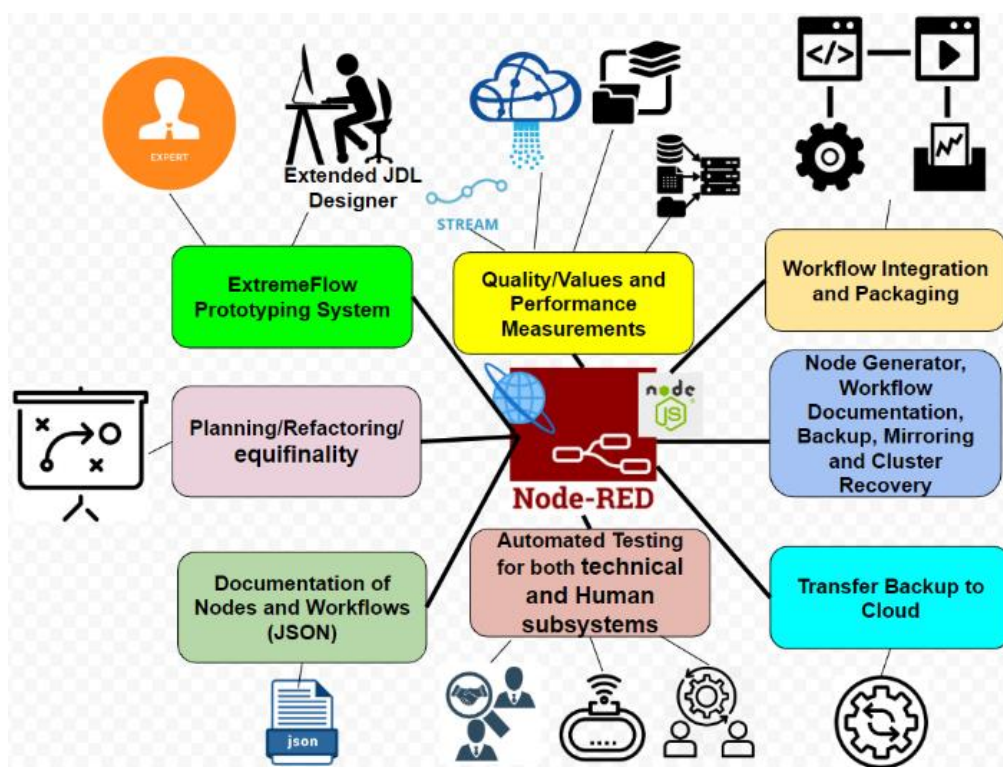 EXPERT
Extended JDL
Designer
STREAM
</>
ExtremeFlow
Prototyping System
Quality/Values and
Performance
Measurements
Workflow Integration
and Packaging
Planning/Refactoring/
equifinality
node
JS
Node-RED
Node Generator,
Workflow
Documentation,
Backup, Mirroring
and Cluster
Recovery
Documentation of
Nodes and Workflows
(JSON)
Automated Testing
for both technical
and Human
subsystems
Transfer Backup to
Cloud
json